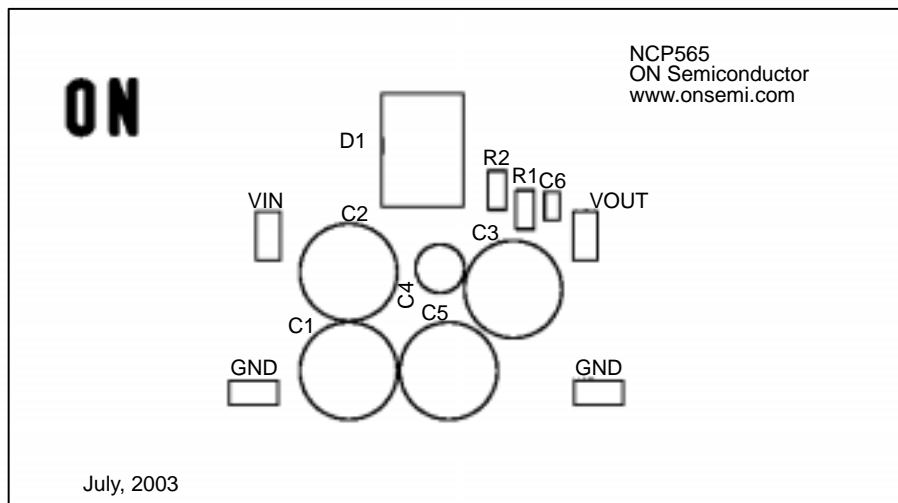 NCP565
ON Semiconductor
www.onsemi.com
ON
D1
R2
R1
C6
VIN
C2
C3
VOUT
C4
C5
C1
GND
GND
July, 2003